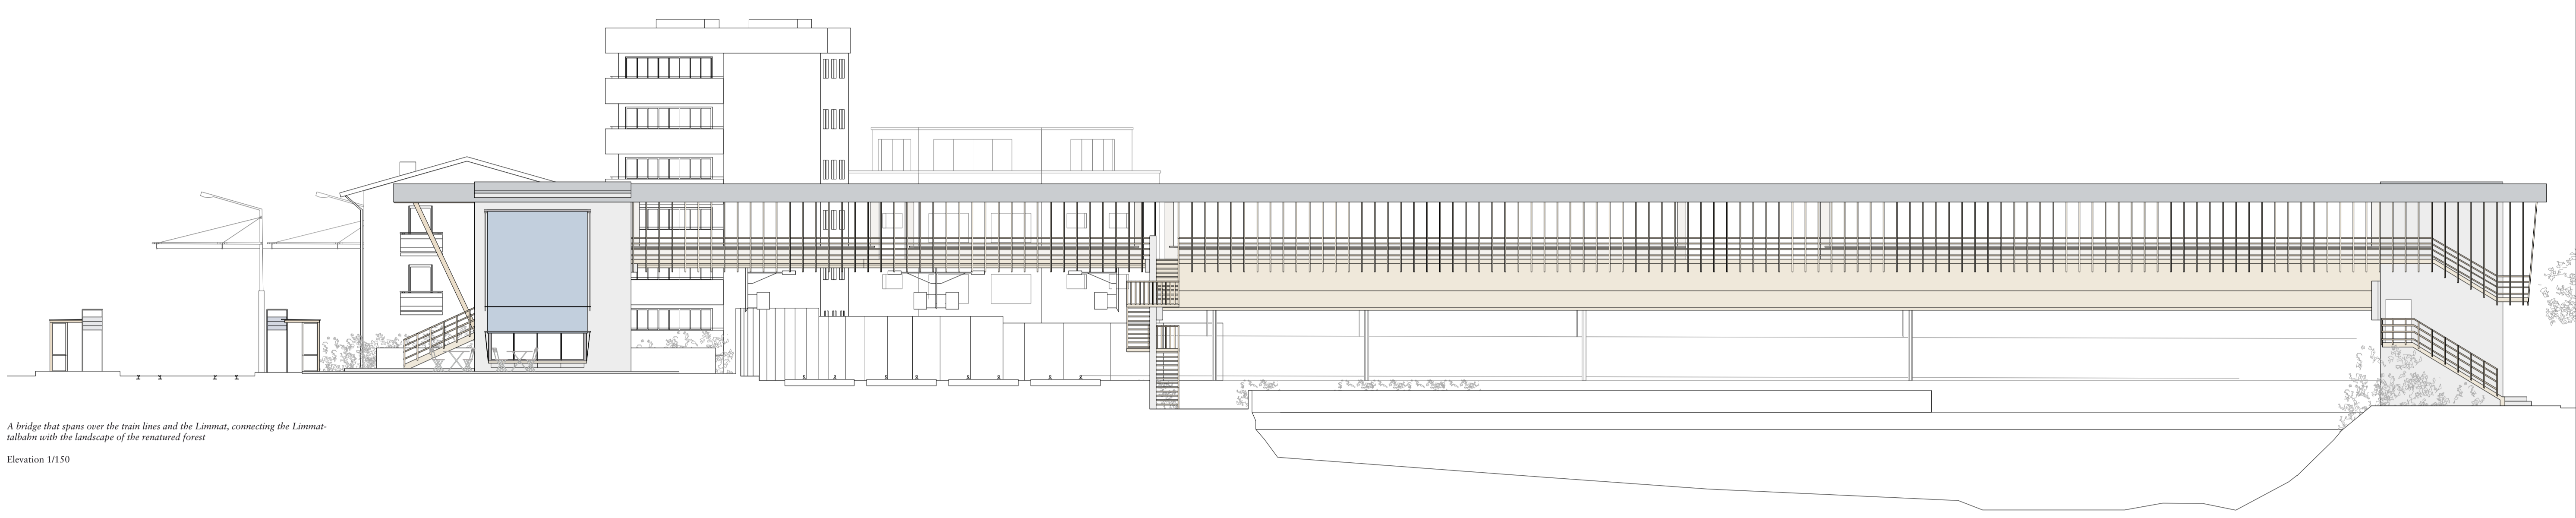 A bridge that spans over the train lines and the Limmat, connecting the Limmat-
talbahn with the landscape of the renatured forest
Elevation 1/150